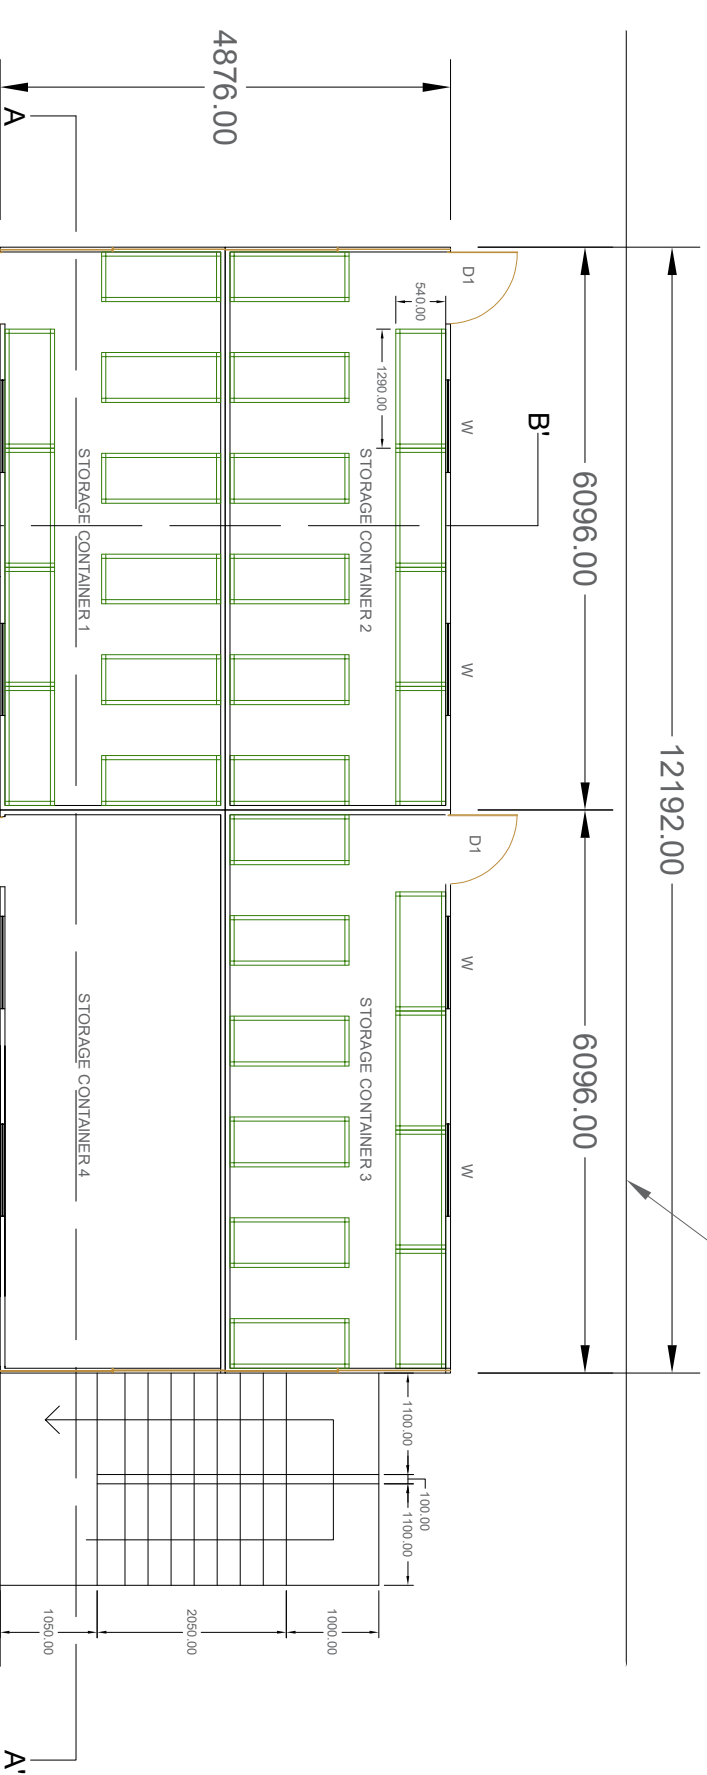 12192.00
6096.00
6096.00
B'
4876.00
A
D1
W
W
D1
W
W
540.00
1290.00
STORAGE CONTAINER 2
STORAGE CONTAINER 3
STORAGE CONTAINER 1
STORAGE CONTAINER 4
1100.00
100.00
1100.00
1000.00
2050.00
1050.00
A'